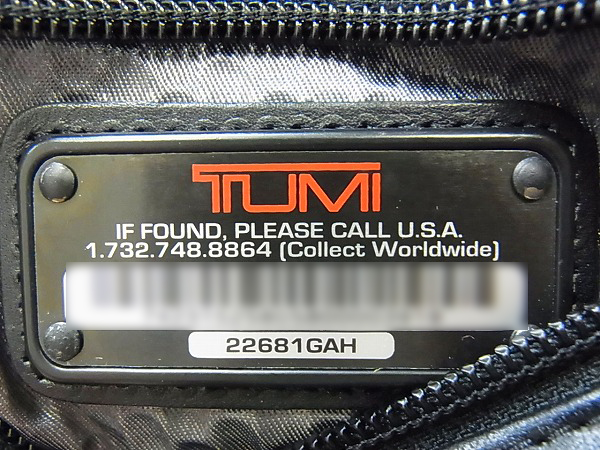 TUMI
IF FOUND, PLEASE CALL U.S.A.
1.732.748.8864 (Collect Worldwide)
22681GAH